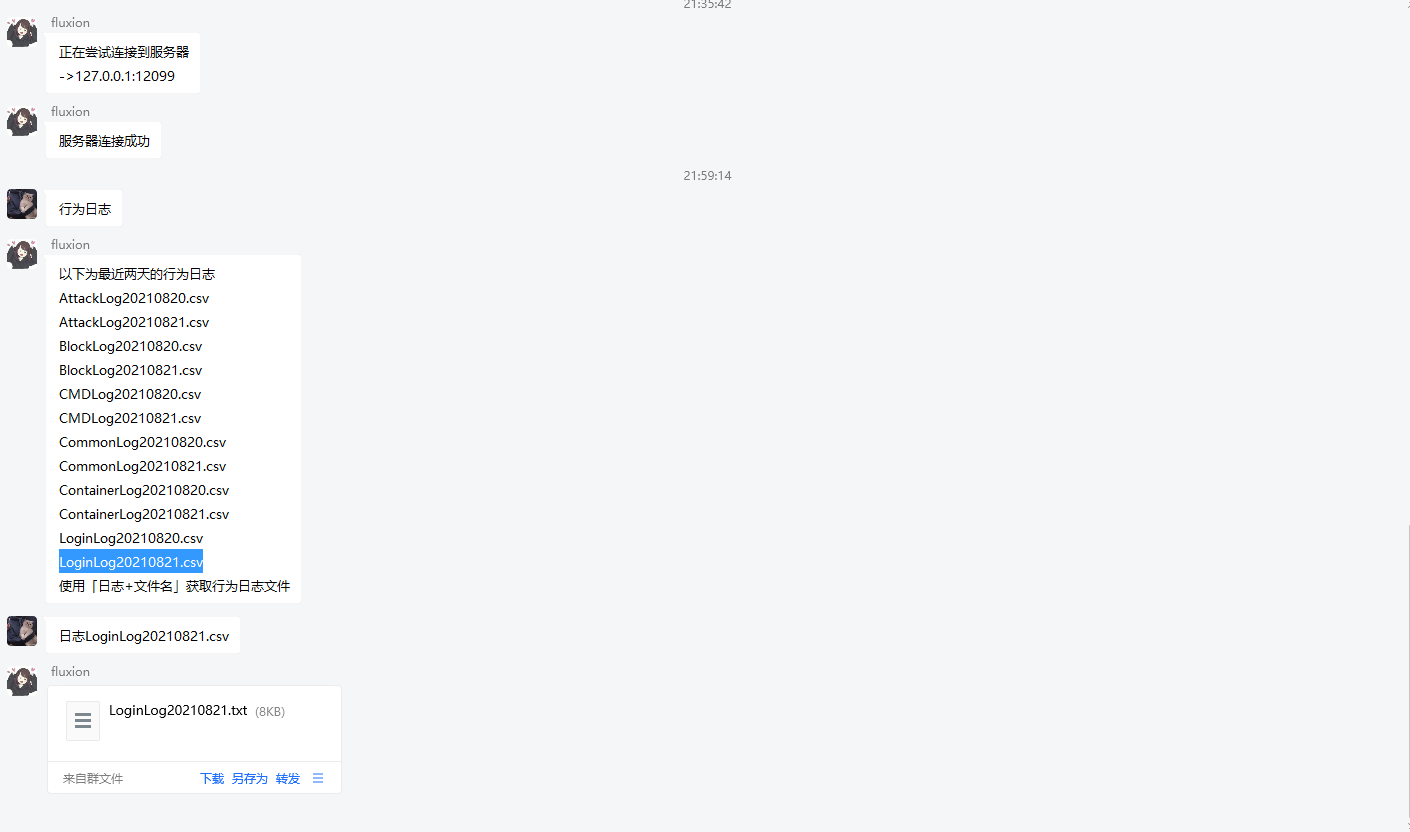 21:35:42
fluxion
正在尝试连接到服务器
->127.0.0.1:12099
fluxion
服务器连接成功
21:59:14
行为日志
fluxion
以下为最近两天的行为日志
AttackLog20210820.csv
AttackLog20210821.csv
BlockLog20210820.csv
BlockLog20210821.csv
CMDLog20210820.csv
CMDLog20210821.csv
CommonLog20210820.csv
CommonLog20210821.csv
ContainerLog20210820.csv
ContainerLog20210821.csv
LoginLog20210820.csv
LoginLog20210821.csv
使用「日志+文件名」获取行为日志文件
日志LoginLog20210821.csv
fluxion
LoginLog20210821.txt (8KB)
来自群文件 下载 另存为 转发